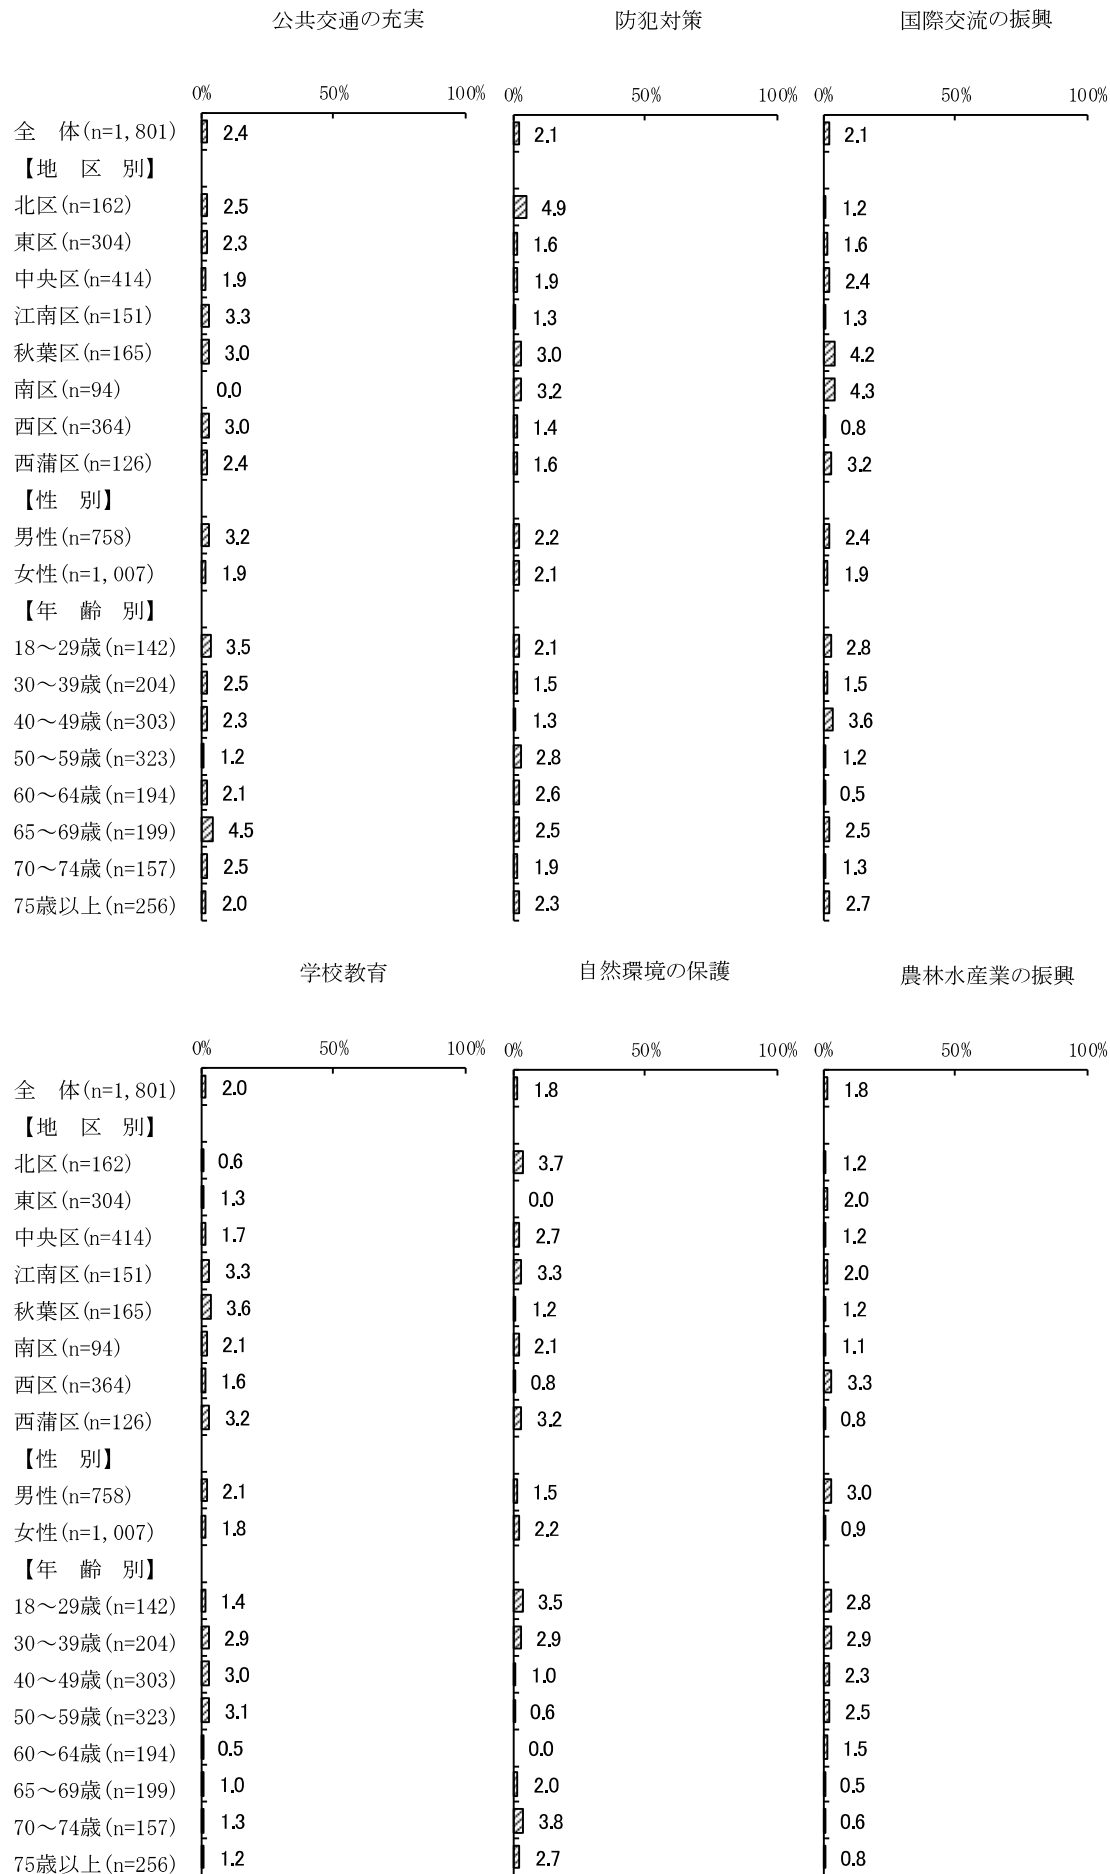 公共交通の充実 防犯対策 国際交流の振興
0% 50% 100% 0% 50% 100% 0% 50% 100%
全 体(n=1,801) 2.4 2.1 2.1
【地 区 別】
北区(n=162) 2.5 4.9 1.2
東区(n=304) 2.3 1.6 1.6
中央区(n=414) 1.9 1.9 2.4
江南区(n=151) 3.3 1.3 1.3
秋葉区(n=165) 3.0 3.0 4.2
南区(n=94) 0.0 3.2 4.3
西区(n=364) 3.0 1.4 0.8
西蒲区(n=126) 2.4 1.6 3.2
【性 別】
男性(n=758) 3.2 2.2 2.4
女性(n=1,007) 1.9 2.1 1.9
【年 齢 別】
18～29歳(n=142) 3.5 2.1 2.8
30～39歳(n=204) 2.5 1.5 1.5
40～49歳(n=303) 2.3 1.3 3.6
50～59歳(n=323) 1.2 2.8 1.2
60～64歳(n=194) 2.1 2.6 0.5
65～69歳(n=199) 4.5 2.5 2.5
70～74歳(n=157) 2.5 1.9 1.3
75歳以上(n=256) 2.0 2.3 2.7
学校教育 自然環境の保護 農林水産業の振興
0% 50% 100% 0% 50% 100% 0% 50% 100%
全 体(n=1,801) 2.0 1.8 1.8
【地 区 別】
北区(n=162) 0.6 3.7 1.2
東区(n=304) 1.3 0.0 2.0
中央区(n=414) 1.7 2.7 1.2
江南区(n=151) 3.3 3.3 2.0
秋葉区(n=165) 3.6 1.2 1.2
南区(n=94) 2.1 2.1 1.1
西区(n=364) 1.6 0.8 3.3
西蒲区(n=126) 3.2 3.2 0.8
【性 別】
男性(n=758) 2.1 1.5 3.0
女性(n=1,007) 1.8 2.2 0.9
【年 齢 別】
18～29歳(n=142) 1.4 3.5 2.8
30～39歳(n=204) 2.9 2.9 2.9
40～49歳(n=303) 3.0 1.0 2.3
50～59歳(n=323) 3.1 0.6 2.5
60～64歳(n=194) 0.5 0.0 1.5
65～69歳(n=199) 1.0 2.0 0.5
70～74歳(n=157) 1.3 3.8 0.6
75歳以上(n=256) 1.2 2.7 0.8